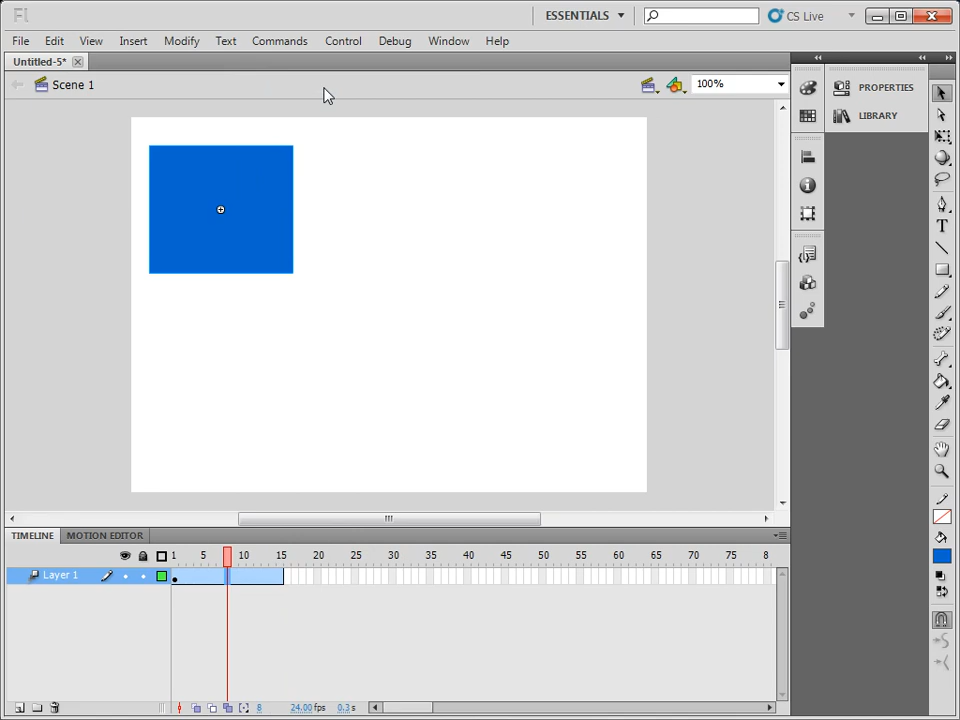 Fl
ESSENTIALS
CS Live
File Edit View Insert Modify Text Commands Control Debug Window Help
Untitled-5*
Scene 1
100%
PROPERTIES
LIBRARY
T
TIMELINE MOTION EDITOR
1 5 10 15 20 25 30 35 40 45 50 55 60 65 70 75 8
Layer 1
8 24.00 fps 0.3 s